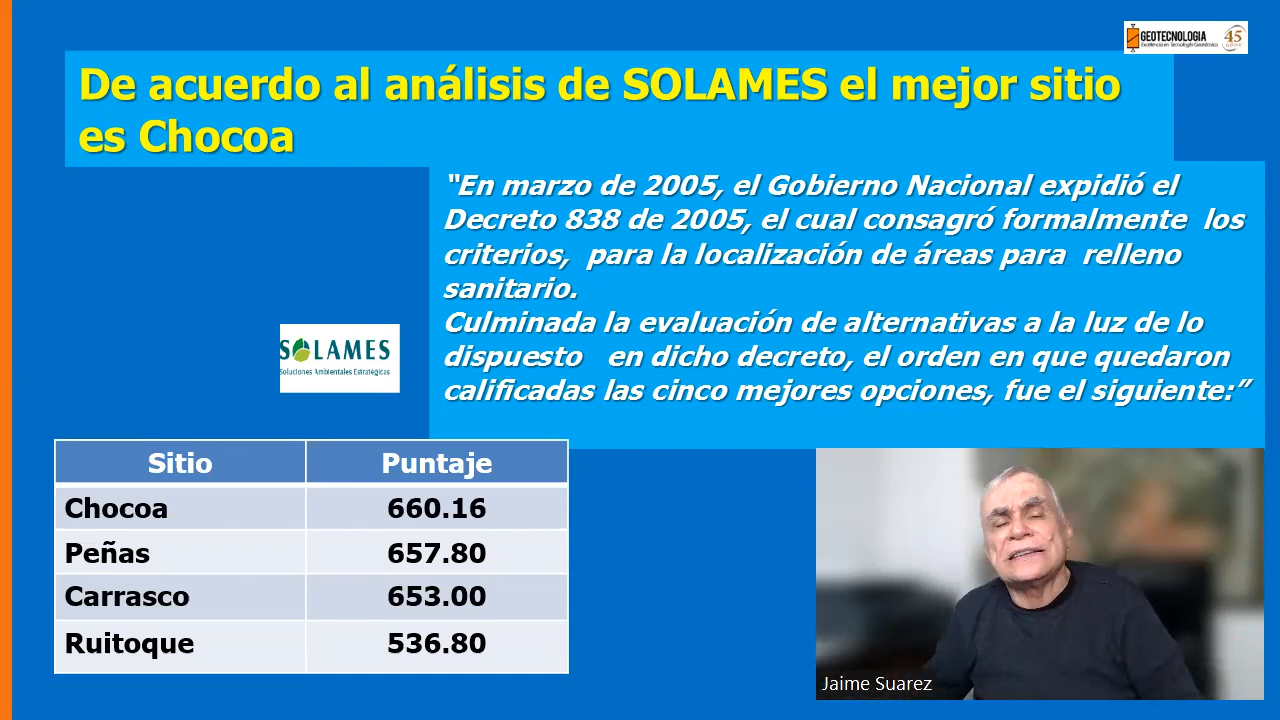 GEOTECNOLOGIA
Excelencia en Tecnología Geotécnica
45
De acuerdo al análisis de SOLAMES el mejor sitio
es Chocoa
“En marzo de 2005, el Gobierno Nacional expidió el
Decreto 838 de 2005, el cual consagró formalmente los
criterios, para la localización de áreas para relleno
sanitario.
Culminada la evaluación de alternativas a la luz de lo
dispuesto en dicho decreto, el orden en que quedaron
calificadas las cinco mejores opciones, fue el siguiente:”
SOLAMES
Soluciones Ambientales Estratégicas
Sitio Puntaje
Chocoa 660.16
Peñas 657.80
Carrasco 653.00
Ruitoque 536.80
Jaime Suarez